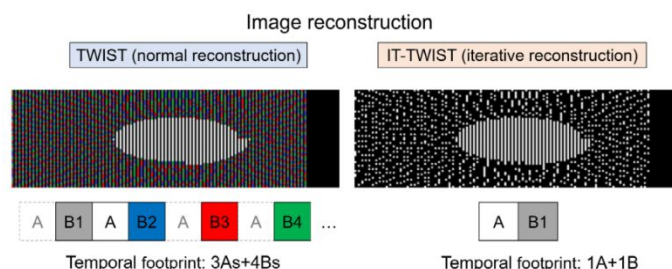 Image reconstruction
TWIST (normal reconstruction)
IT-TWIST (iterative reconstruction)
A B1 A B2 A B3 A B4 ...
A B1
Temporal footprint: 3As+4Bs
Temporal footprint: 1A+1B